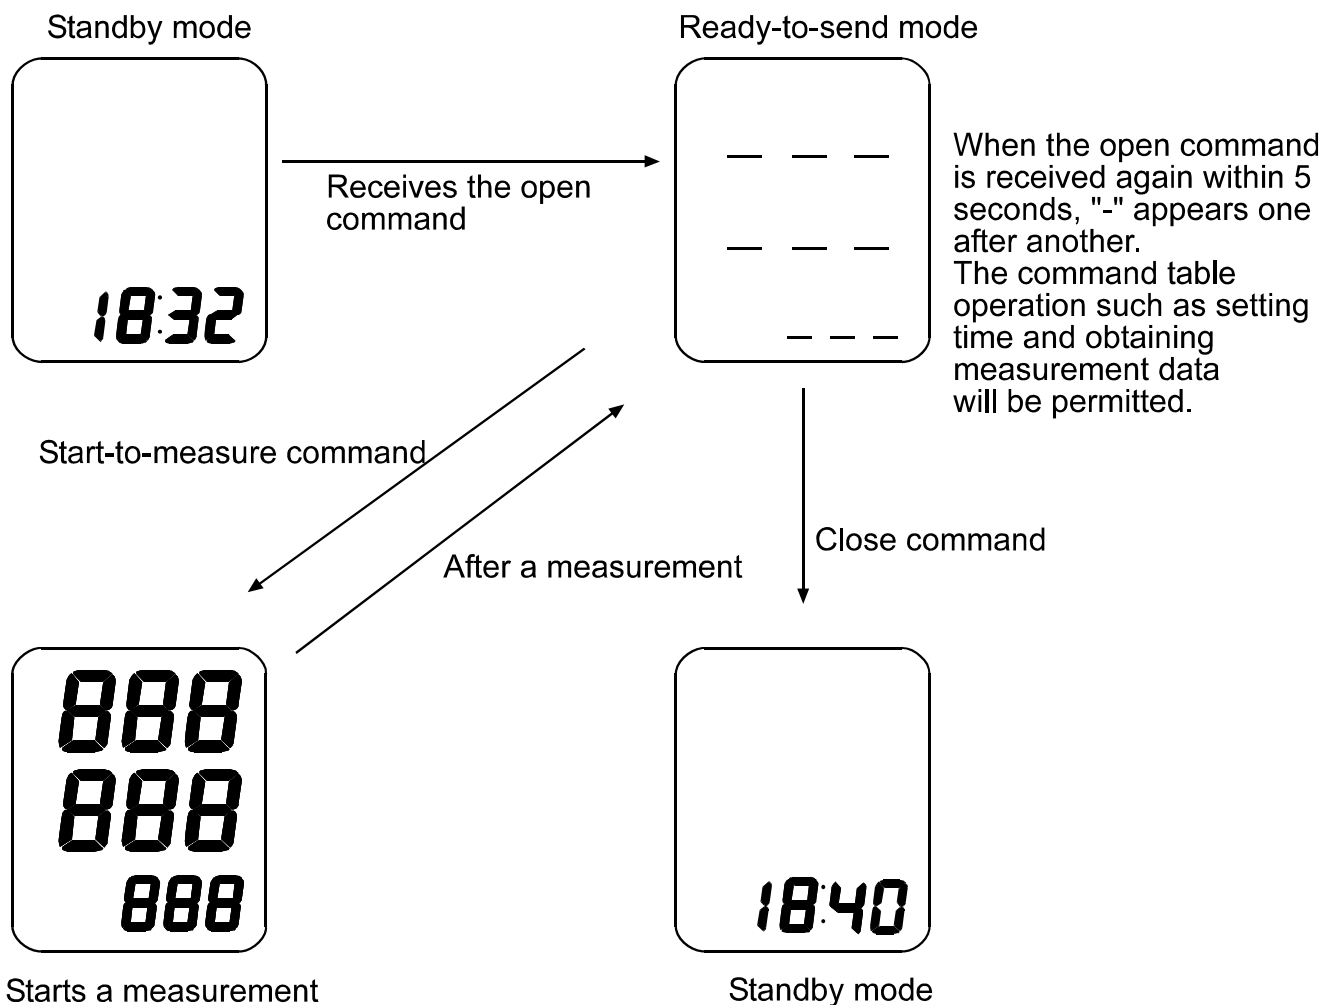 Standby mode
Ready-to-send mode
18:32
Receives the open
command
— — —
— — —
— — —
When the open command
is received again within 5
seconds, "-" appears one
after another.
The command table
operation such as setting
time and obtaining
measurement data
will be permitted.
Start-to-measure command
After a measurement
Close command
888
888
888
18:40
Starts a measurement
Standby mode